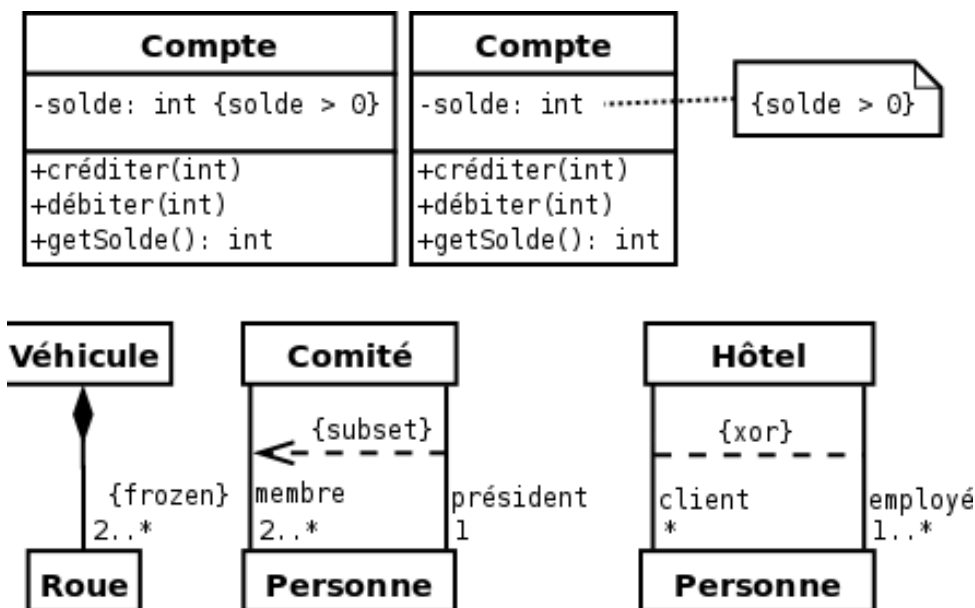 Compte
-solde: int {solde > 0}
+créditer(int)
+débiter(int)
+getSolde(): int
Compte
-solde: int
+créditer(int)
+débiter(int)
+getSolde(): int
{solde > 0}
Véhicule
{frozen}
2..*
Roue
Comité
{subset}
membre
2..*
président
1
Personne
Hôtel
{xor}
client
*
employé
1..*
Personne